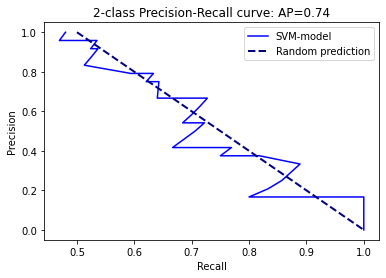 2-class Precision-Recall curve: AP=0.74
SVM-model
Random prediction
Precision
1.0
0.8
0.6
0.4
0.2
0.0
0.5 0.6 0.7 0.8 0.9 1.0
Recall